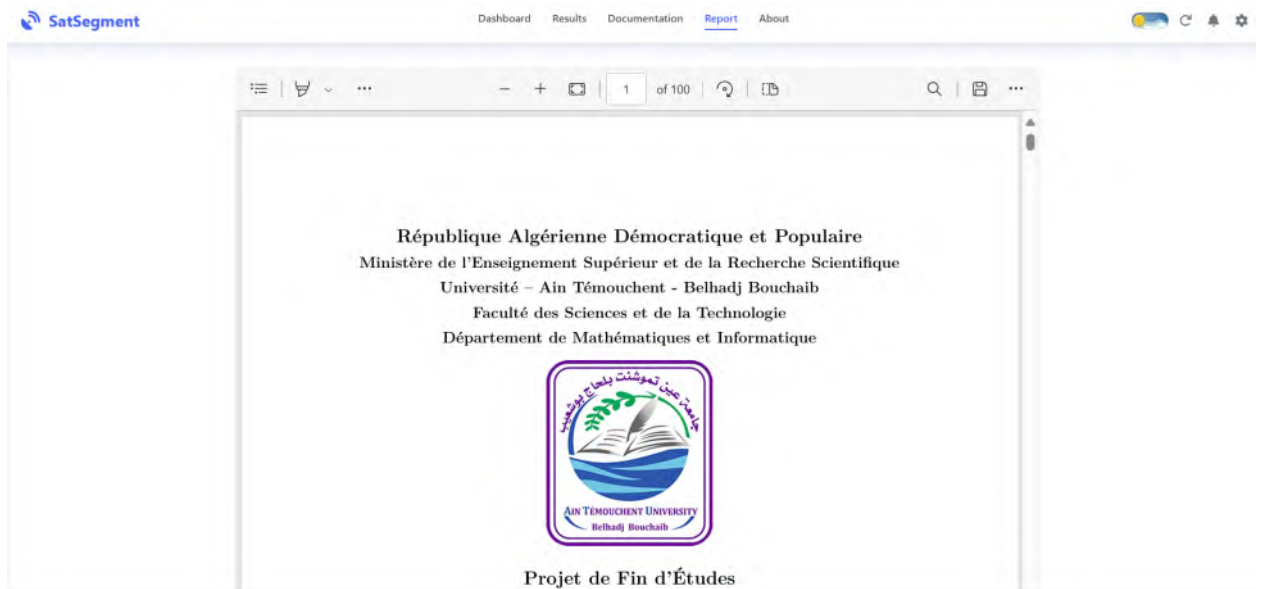 SatSegment
Dashboard Results Documentation Report About
1 of 100
République Algérienne Démocratique et Populaire
Ministère de l'Enseignement Supérieur et de la Recherche Scientifique
Université – Ain Témouchent - Belhadj Bouchaib
Faculté des Sciences et de la Technologie
Département de Mathématiques et Informatique
جامعة عين تموشنت بلحاج بوشعيب
AIN TÉMOUCHENT UNIVERSITY
Belhadj Bouchaib
Projet de Fin d'Études